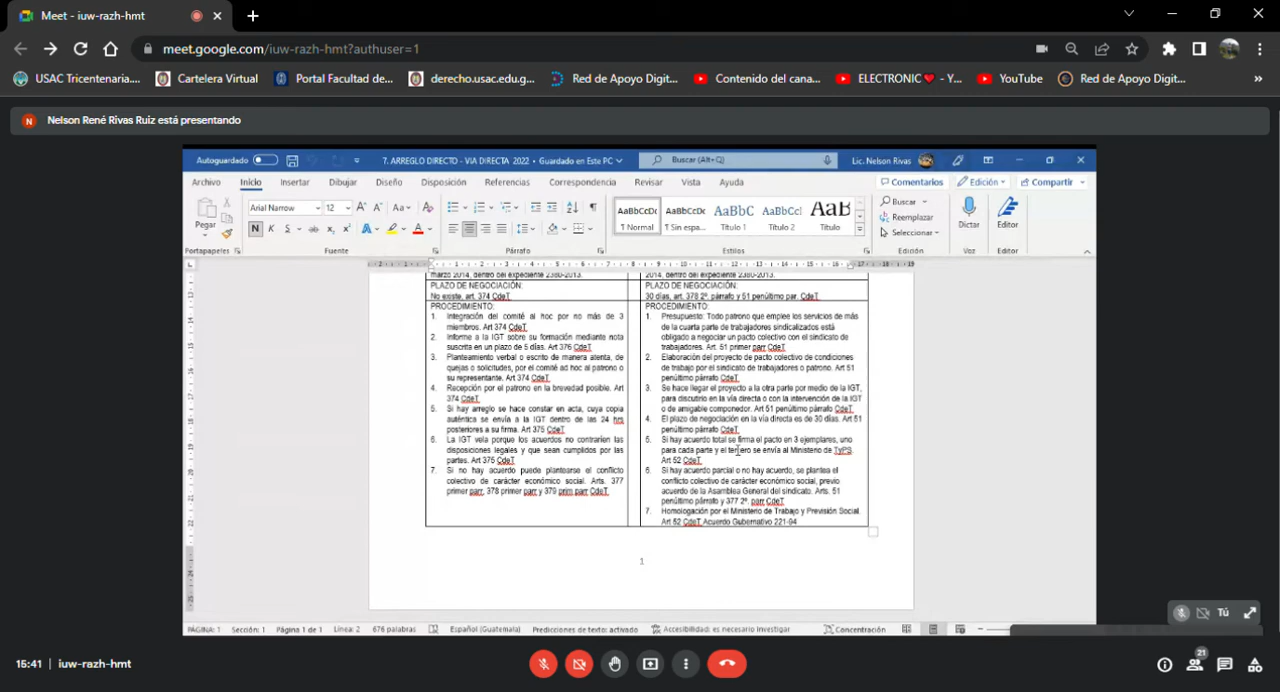 Meet - iuw-razh-hmt
meet.google.com/iuw-razh-hmt?authuser=1
USAC Tricentenaria....
Cartelera Virtual
Portal Facultad de...
derecho.usac.edu.g...
Red de Apoyo Digit...
Contenido del cana...
ELECTRONIC❤ - Y...
YouTube
Red de Apoyo Digit...
»
N Nelson René Rivas Ruiz está presentando
Autoguardado
7. ARREGLO DIRECTO - VIA DIRECTA 2022 • Guardado en Este PC
Buscar (Alt+Q)
Lic. Nelson Rivas
Archivo Inicio Insertar Dibujar Diseño Disposición Referencias Correspondencia Revisar Vista Ayuda
Comentarios Edición Compartir
Pegar
Arial Narrow 12
N K S
AaBbCcDc AaBbCcDc AaBbC AaBbCcl AaB
¶ Normal ¶ Sin espa... Título 1 Título 2 Título
Buscar
Reemplazar
Seleccionar
Dictar
Editor
Portapapeles Fuente Párrafo Estilos Edición Voz Editor
marzo 2014, dentro del expediente 2380-2013.
PLAZO DE NEGOCIACIÓN:
No existe, art. 374 CdeT
PROCEDIMIENTO:
1. Integración del comité al hoc por no más de 3
miembros. Art 374 CdeT
2. Informe a la IGT sobre su formación mediante nota
suscrita en un plazo de 5 días. Art 376 CdeT
3. Planteamiento verbal o escrito de manera atenta, de
quejas o solicitudes, por el comité ad hoc al patrono o
su representante. Art 374 CdeT
4. Recepción por el patrono en la brevedad posible. Art
374 CdeT
5. Si hay arreglo se hace constar en acta, cuya copia
auténtica se envía a la IGT dentro de las 24 hrs
posteriores a su firma. Art 375 CdeT
6. La IGT vela porque los acuerdos no contraríen las
disposiciones legales y que sean cumplidos por las
partes. Art 375 CdeT
7. Si no hay acuerdo puede plantearse el conflicto
colectivo de carácter económico social. Arts. 377
primer parr, 378 primer parr y 379 prim parr CdeT
2014, dentro del expediente 2380-2013.
PLAZO DE NEGOCIACIÓN:
30 días, art. 378 2º. párrafo y 51 penúltimo par. CdeT
PROCEDIMIENTO:
1. Presupuesto: Todo patrono que emplee los servicios de más
de la cuarta parte de trabajadores sindicalizados está
obligado a negociar un pacto colectivo con el sindicato de
trabajadores. Art. 51 primer parr CdeT
2. Elaboración del proyecto de pacto colectivo de condiciones
de trabajo por el sindicato de trabajadores o patrono. Art 51
penúltimo párrafo CdeT
3. Se hace llegar el proyecto a la otra parte por medio de la IGT,
para discutirlo en la vía directa o con la intervención de la IGT
o de amigable componedor. Art 51 penúltimo párrafo CdeT
4. El plazo de negociación en la vía directa es de 30 días. Art 51
penúltimo párrafo CdeT
5. Si hay acuerdo total se firma el pacto en 3 ejemplares, uno
para cada parte y el tercero se envía al Ministerio de TyPS.
Art 52 CdeT
6. Si hay acuerdo parcial o no hay acuerdo, se plantea el
conflicto colectivo de carácter económico social, previo
acuerdo de la Asamblea General del sindicato. Arts. 51
penúltimo párrafo y 377 2º. parr CdeT
7. Homologación por el Ministerio de Trabajo y Previsión Social.
Art 52 CdeT, Acuerdo Gubernativo 221-94
1
Tú
PÁGINA: 1 Sección: 1 Página 1 de 1 Línea: 2 676 palabras Español (Guatemala) Predicciones de texto: activado Accesibilidad: es necesario investigar Concentración
15:41 | iuw-razh-hmt
21